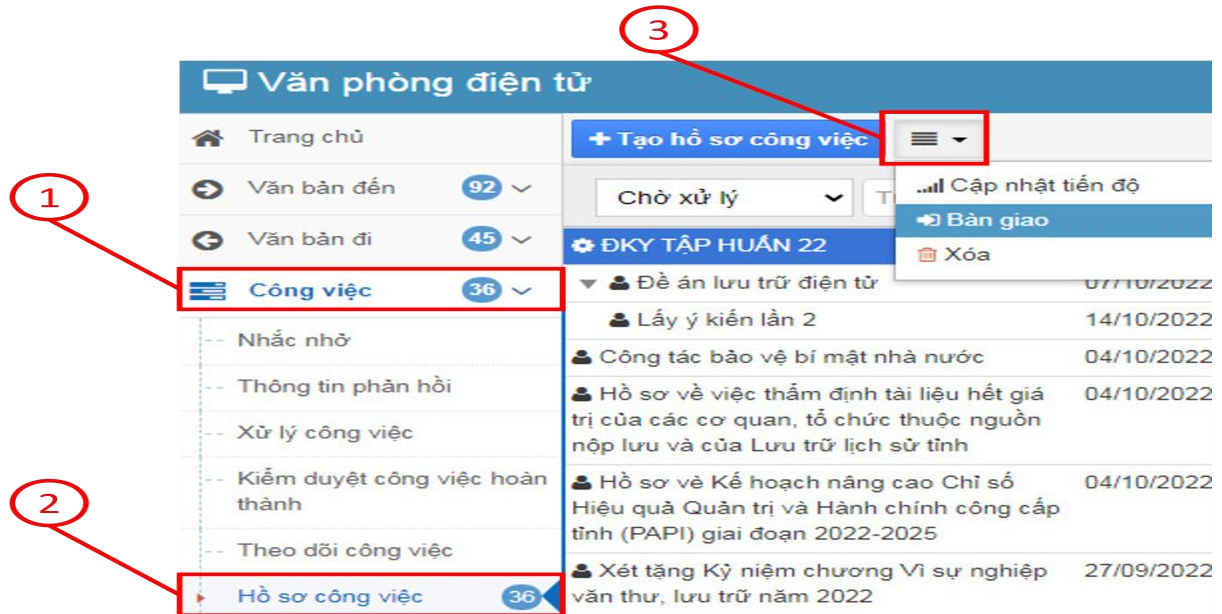 3
Văn phòng điện tử
Trang chủ
+ Tạo hồ sơ công việc
1
Văn bản đến 92
Chờ xử lý
Cập nhật tiến độ
Bàn giao
Xóa
Văn bản đi 45
ĐKY TẬP HUẤN 22
Công việc 36
Đề án lưu trữ điện tử 07/10/2022
Lấy ý kiến lần 2 14/10/2022
Nhắc nhở
Công tác bảo vệ bí mật nhà nước 04/10/2022
Thông tin phản hồi
Hồ sơ về việc thẩm định tài liệu hết giá 04/10/2022
trị của các cơ quan, tổ chức thuộc nguồn
nộp lưu và của Lưu trữ lịch sử tỉnh
Xử lý công việc
Kiểm duyệt công việc hoàn
thành
2
Hồ sơ vè Kế hoạch nâng cao Chỉ số 04/10/2022
Hiệu quả Quản trị và Hành chính công cấp
tỉnh (PAPI) giai đoạn 2022-2025
Theo dõi công việc
Hồ sơ công việc 36
Xét tặng Kỷ niệm chương Vì sự nghiệp 27/09/2022
văn thư, lưu trữ năm 2022